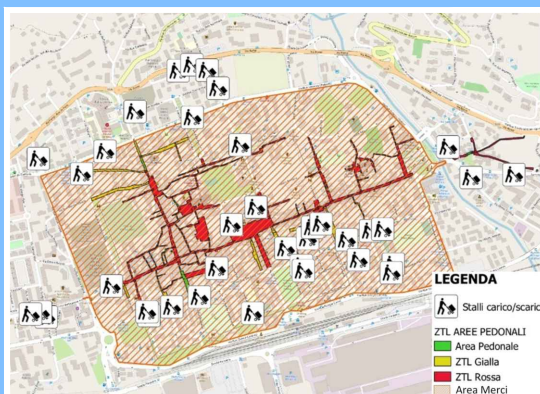 LEGENDA
Stalli carico/scaric
ZTL AREE PEDONALI
Area Pedonale
ZTL Gialla
ZTL Rossa
Area Merci